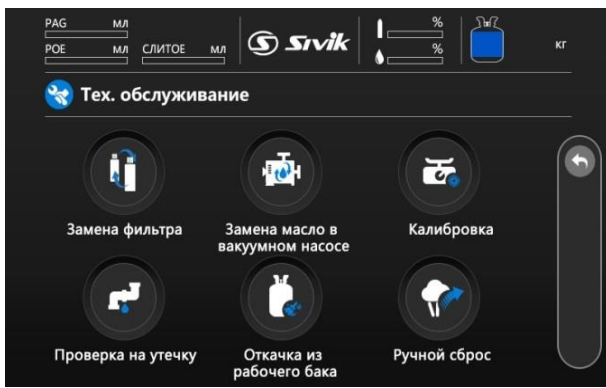 PAG мл
POE мл СЛИТОЕ мл
Sivik
%
%
кг
Тех. обслуживание
Замена фильтра
Замена масло в
вакуумном насосе
Калибровка
Проверка на утечку
Откачка из
рабочего бака
Ручной сброс